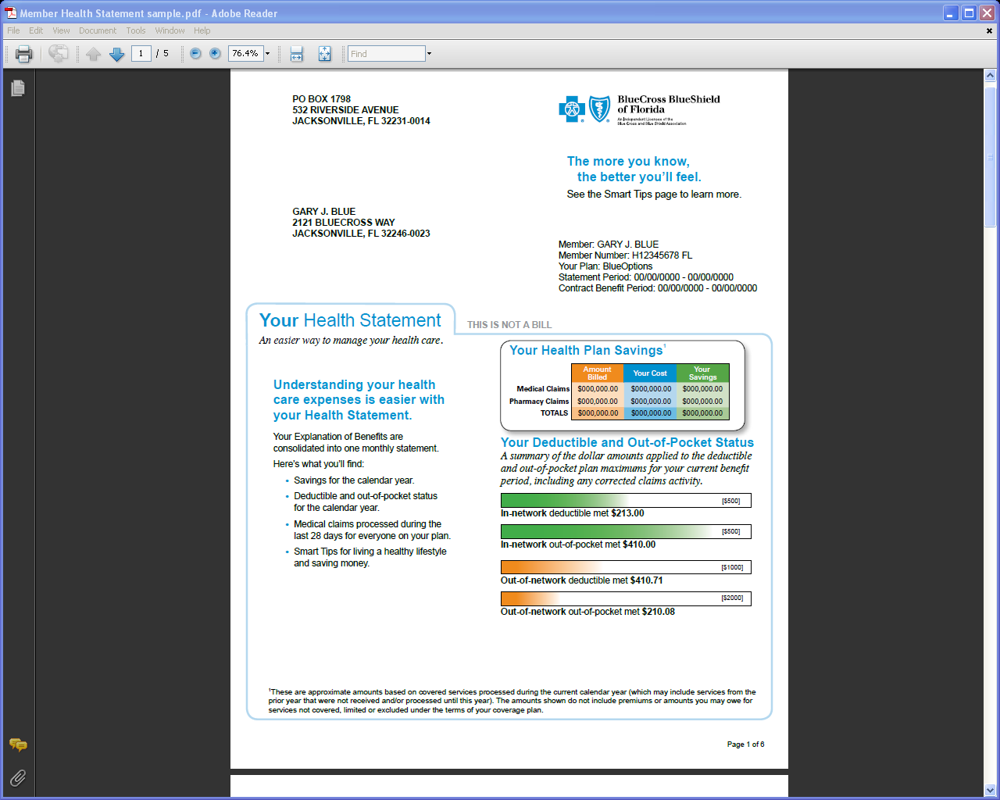 Member Health Statement sample.pdf - Adobe Reader
File Edit View Document Tools Window Help
1 / 5 76.4% Find
PO BOX 1798
532 RIVERSIDE AVENUE
JACKSONVILLE, FL 32231-0014
BlueCross BlueShield
of Florida
An Independent Licensee of the
Blue Cross and Blue Shield Association
The more you know,
the better you'll feel.
See the Smart Tips page to learn more.
GARY J. BLUE
2121 BLUECROSS WAY
JACKSONVILLE, FL 32246-0023
Member: GARY J. BLUE
Member Number: H12345678 FL
Your Plan: BlueOptions
Statement Period: 00/00/0000 - 00/00/0000
Contract Benefit Period: 00/00/0000 - 00/00/0000
Your Health Statement
THIS IS NOT A BILL
An easier way to manage your health care.
Understanding your health
care expenses is easier with
your Health Statement.
Your Explanation of Benefits are
consolidated into one monthly statement.
Here's what you'll find:
• Savings for the calendar year.
• Deductible and out-of-pocket status
for the calendar year.
• Medical claims processed during the
last 28 days for everyone on your plan.
• Smart Tips for living a healthy lifestyle
and saving money.
Your Health Plan Savings1
Amount Billed Your Cost Your Savings
Medical Claims $000,000.00 $000,000.00 $000,000.00
Pharmacy Claims $000,000.00 $000,000.00 $000,000.00
TOTALS $000,000.00 $000,000.00 $000,000.00
Your Deductible and Out-of-Pocket Status
A summary of the dollar amounts applied to the deductible
and out-of-pocket plan maximums for your current benefit
period, including any corrected claims activity.
[$500]
In-network deductible met $213.00
[$500]
In-network out-of-pocket met $410.00
[$1000]
Out-of-network deductible met $410.71
[$2000]
Out-of-network out-of-pocket met $210.08
1These are approximate amounts based on covered services processed during the current calendar year (which may include services from the
prior year that were not received and/or processed until this year). The amounts shown do not include premiums or amounts you may owe for
services not covered, limited or excluded under the terms of your coverage plan.
Page 1 of 6